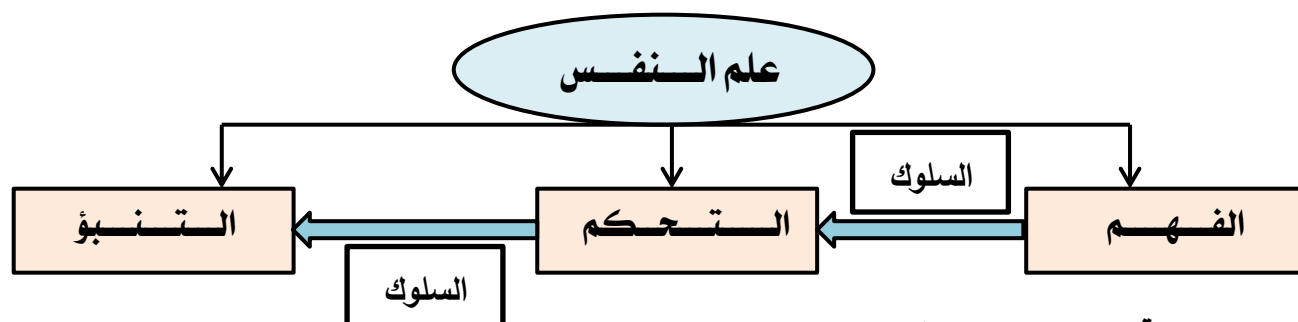 علم النفس
السلوك
الفهم
التحكم
التنبؤ
السلوك